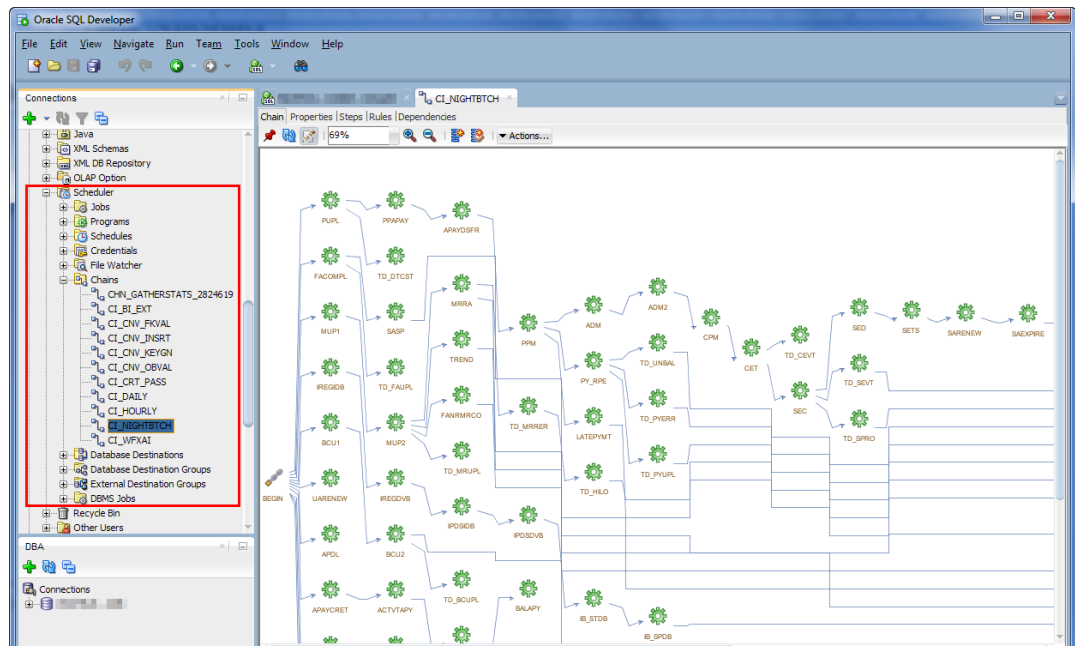 Oracle SQL Developer
File Edit View Navigate Run Team Tools Window Help
Connections
Java
XML Schemas
XML DB Repository
OLAP Option
Scheduler
Jobs
Programs
Schedules
Credentials
File Watcher
Chains
CHN_GATHERSTATS_2824619
CI_BI_EXT
CI_CNV_FKVAL
CI_CNV_INSRT
CI_CNV_KEYGN
CI_CNV_OBVAL
CI_CRT_PASS
CI_DAILY
CI_HOURLY
CI_NIGHTBTCH
CI_WFXAI
Database Destinations
Database Destination Groups
External Destination Groups
DBMS Jobs
Recycle Bin
Other Users
DBA
Connections
CI_NIGHTBTCH
Chain Properties Steps Rules Dependencies
69% Actions...
PUPL PPAPAY APAYDSFR
FACOMPL TD_DTCST
MRRA ADM2
MUP1 SASP PPM ADM CPM SED SETS SARENEW SAEXPIRE
TREND TD_UNBAL CET TD_CEVT
IREGIDB TD_FAUPL PY_RPE SEC TD_SEVT
FANRMRCO TD_MRRER TD_PYERR
BCU1 MUP2 LATEPYMT TD_SPRO
TD_MRUPL TD_HILO TD_PYUPL
BEGIN UARENEW IREGDVB
IPDSIDB IPDSDVB
APDL BCU2
TD_BCUPL
APAYCRET ACTVTAPY BALAPY IB_STDB
IB_SPDB